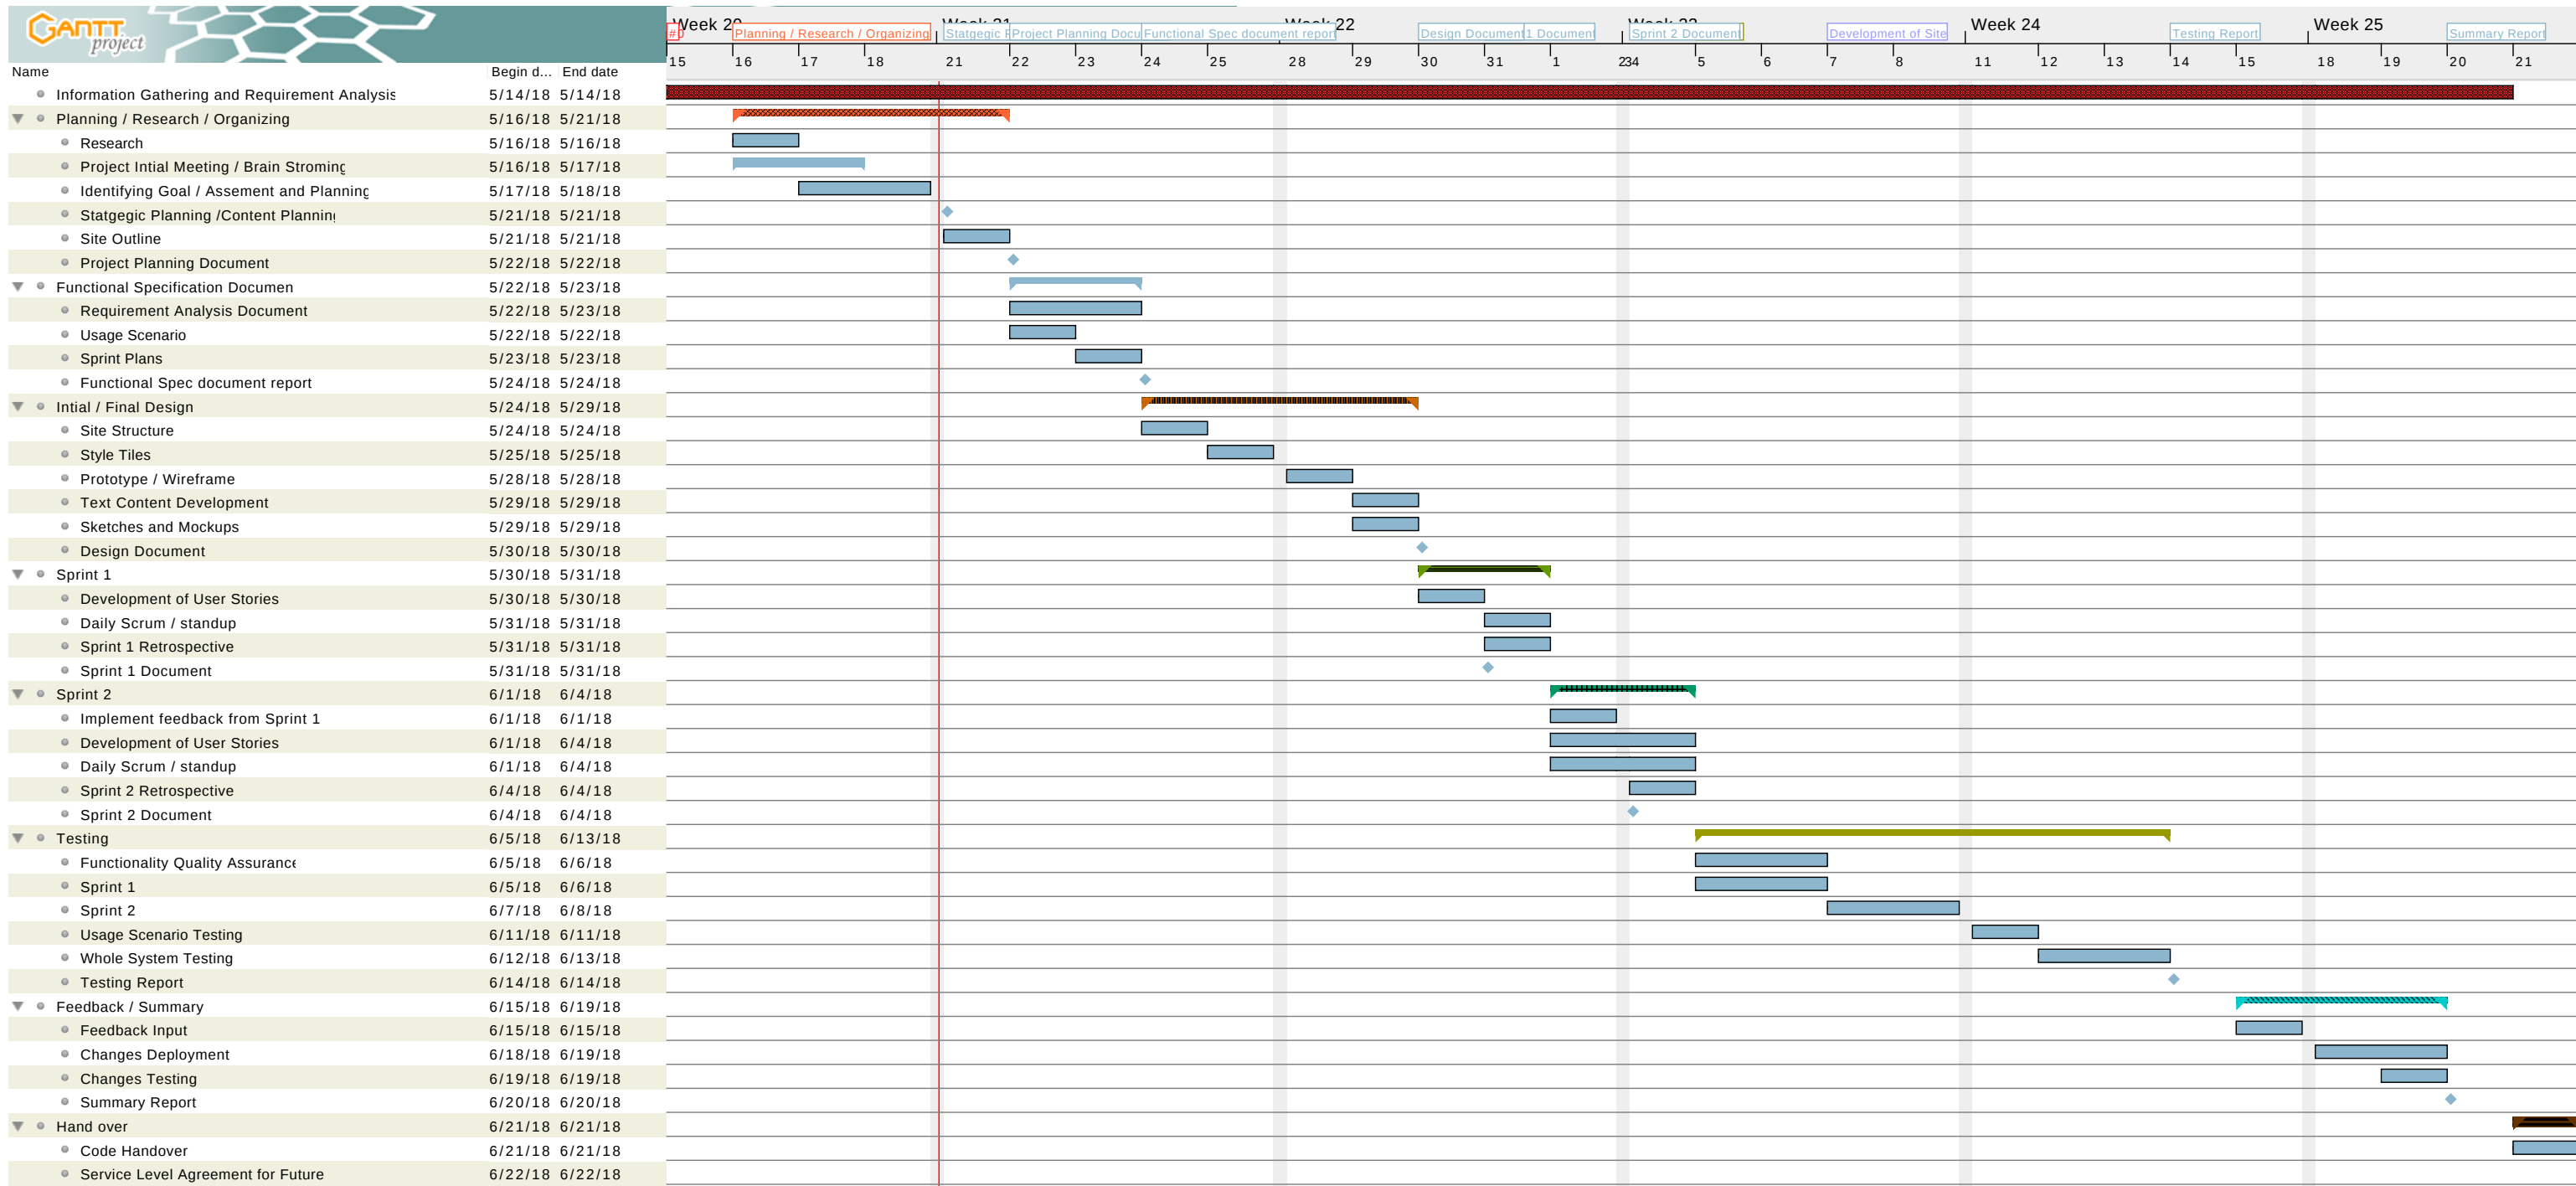 GANTT
project
Week 20 Week 21 Week 22 Week 23 Week 24 Week 25
#0 Planning / Research / Organizing Statgegic Project Planning Docu Functional Spec document report Design Document 1 Document Sprint 2 Document Development of Site Testing Report Summary Report
15 16 17 18 21 22 23 24 25 28 29 30 31 1 2 3 4 5 6 7 8 11 12 13 14 15 18 19 20 21
Name Begin d... End date
Information Gathering and Requirement Analysis 5/14/18 5/14/18
Planning / Research / Organizing 5/16/18 5/21/18
Research 5/16/18 5/16/18
Project Intial Meeting / Brain Stroming 5/16/18 5/17/18
Identifying Goal / Assement and Planning 5/17/18 5/18/18
Statgegic Planning /Content Planning 5/21/18 5/21/18
Site Outline 5/21/18 5/21/18
Project Planning Document 5/22/18 5/22/18
Functional Specification Documen 5/22/18 5/23/18
Requirement Analysis Document 5/22/18 5/23/18
Usage Scenario 5/22/18 5/22/18
Sprint Plans 5/23/18 5/23/18
Functional Spec document report 5/24/18 5/24/18
Intial / Final Design 5/24/18 5/29/18
Site Structure 5/24/18 5/24/18
Style Tiles 5/25/18 5/25/18
Prototype / Wireframe 5/28/18 5/28/18
Text Content Development 5/29/18 5/29/18
Sketches and Mockups 5/29/18 5/29/18
Design Document 5/30/18 5/30/18
Sprint 1 5/30/18 5/31/18
Development of User Stories 5/30/18 5/30/18
Daily Scrum / standup 5/31/18 5/31/18
Sprint 1 Retrospective 5/31/18 5/31/18
Sprint 1 Document 5/31/18 5/31/18
Sprint 2 6/1/18 6/4/18
Implement feedback from Sprint 1 6/1/18 6/1/18
Development of User Stories 6/1/18 6/4/18
Daily Scrum / standup 6/1/18 6/4/18
Sprint 2 Retrospective 6/4/18 6/4/18
Sprint 2 Document 6/4/18 6/4/18
Testing 6/5/18 6/13/18
Functionality Quality Assurance 6/5/18 6/6/18
Sprint 1 6/5/18 6/6/18
Sprint 2 6/7/18 6/8/18
Usage Scenario Testing 6/11/18 6/11/18
Whole System Testing 6/12/18 6/13/18
Testing Report 6/14/18 6/14/18
Feedback / Summary 6/15/18 6/19/18
Feedback Input 6/15/18 6/15/18
Changes Deployment 6/18/18 6/19/18
Changes Testing 6/19/18 6/19/18
Summary Report 6/20/18 6/20/18
Hand over 6/21/18 6/21/18
Code Handover 6/21/18 6/21/18
Service Level Agreement for Future 6/22/18 6/22/18